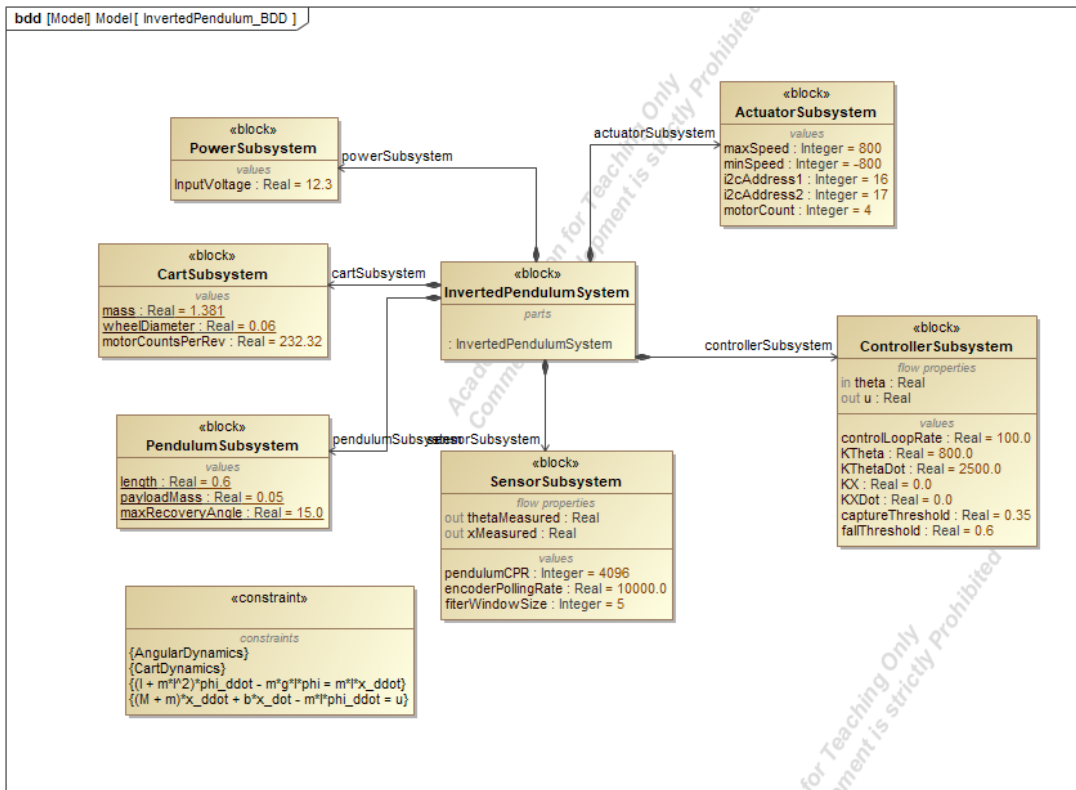 bdd [Model] Model[ InvertedPendulum_BDD ]
«block»
PowerSubsystem
values
InputVoltage : Real = 12.3
powerSubsystem
actuatorSubsystem
«block»
ActuatorSubsystem
values
maxSpeed : Integer = 800
minSpeed : Integer = -800
i2cAddress1 : Integer = 16
i2cAddress2 : Integer = 17
motorCount : Integer = 4
«block»
CartSubsystem
values
mass : Real = 1.381
wheelDiameter : Real = 0.06
motorCountsPerRev : Real = 232.32
cartSubsystem
«block»
InvertedPendulumSystem
parts
: InvertedPendulumSystem
controllerSubsystem
«block»
ControllerSubsystem
flow properties
in theta : Real
out u : Real
values
controlLoopRate : Real = 100.0
KTheta : Real = 800.0
KThetaDot : Real = 2500.0
KX : Real = 0.0
KXDot : Real = 0.0
captureThreshold : Real = 0.35
fallThreshold : Real = 0.6
«block»
PendulumSubsystem
values
length : Real = 0.6
payloadMass : Real = 0.05
maxRecoveryAngle : Real = 15.0
pendulumSubsystem
sensorSubsystem
«block»
SensorSubsystem
flow properties
out thetaMeasured : Real
out xMeasured : Real
values
pendulumCPR : Integer = 4096
encoderPollingRate : Real = 10000.0
fiterWindowSize : Integer = 5
«constraint»
constraints
{AngularDynamics}
{CartDynamics}
{(I + m*l^2)*phi_ddot - m*g*l*phi = m*l*x_ddot}
{(M + m)*x_ddot + b*x_dot - m*l*phi_ddot = u}
for Teaching Only
is strictly Prohibited
for Teaching Only
is strictly Prohibited